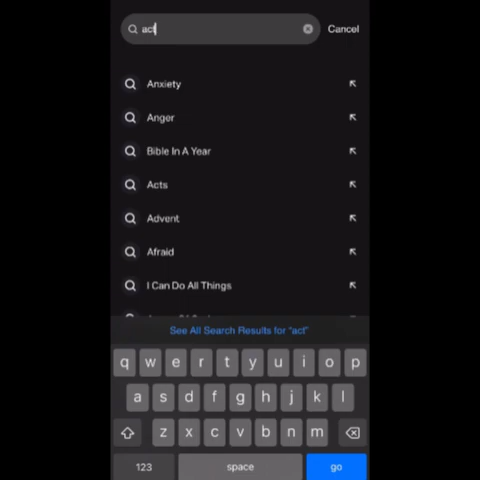 act Cancel
Anxiety
Anger
Bible In A Year
Acts
Advent
Afraid
I Can Do All Things
See All Search Results for "act"
q w e r t y u i o p
a s d f g h j k l
z x c v b n m
123 space go